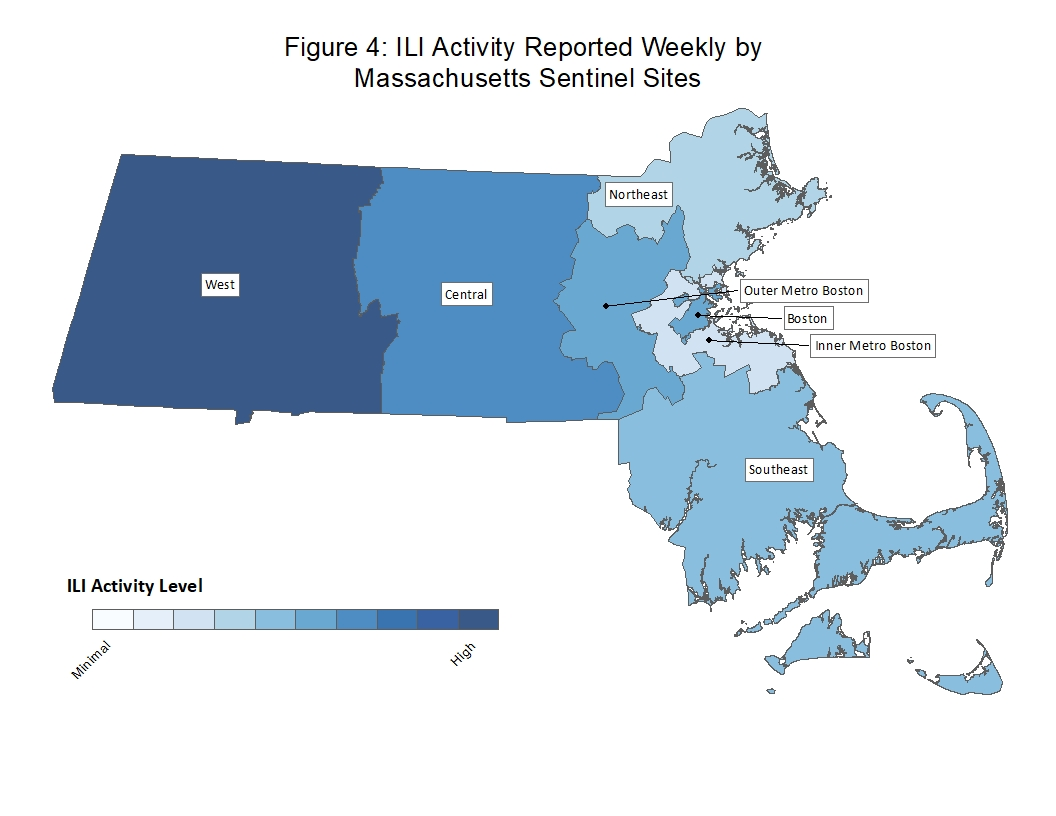 Figure 4: ILI Activity Reported Weekly by
Massachusetts Sentinel Sites
Northeast
West
Central
Outer Metro Boston
Boston
Inner Metro Boston
Southeast
ILI Activity Level
Minimal
High